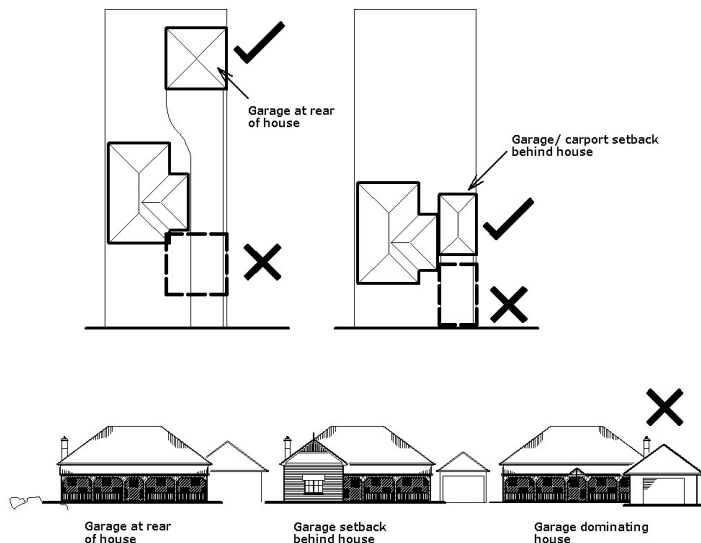 Garage at rear
of house
Garage/ carport setback
behind house
Garage at rear
of house
Garage setback
behind house
Garage dominating
house